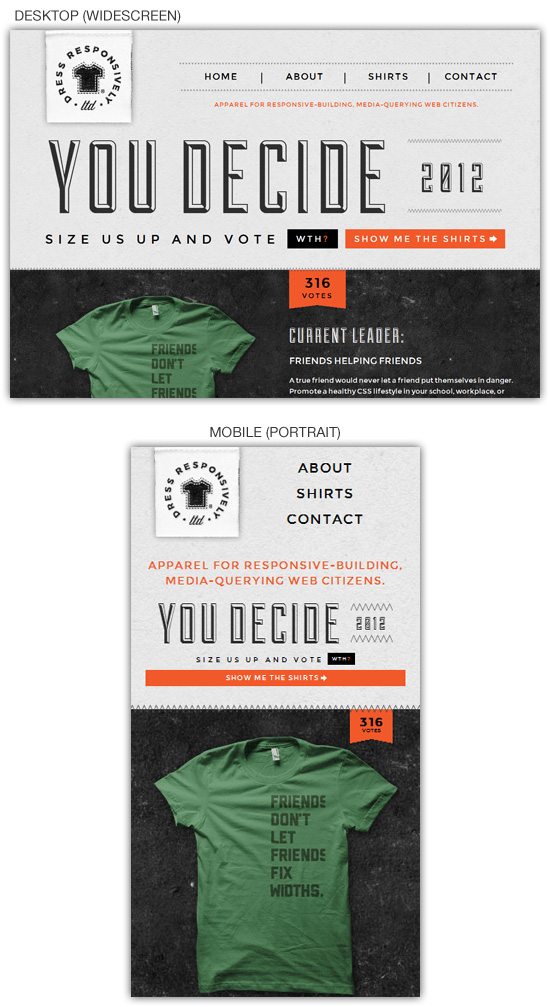 DESKTOP (WIDESCREEN)
DRESS RESPONSIVELY
ltd
HOME | ABOUT | SHIRTS | CONTACT
APPAREL FOR RESPONSIVE-BUILDING, MEDIA-QUERYING WEB CITIZENS.
YOU DECIDE 2012
SIZE US UP AND VOTE WTH? SHOW ME THE SHIRTS
316
VOTES
CURRENT LEADER:
FRIENDS HELPING FRIENDS
A true friend would never let a friend put themselves in danger.
Promote a healthy CSS lifestyle in your school, workplace, or
FRIENDS
DON'T
LET
FRIENDS
MOBILE (PORTRAIT)
DRESS RESPONSIVELY
ltd
ABOUT
SHIRTS
CONTACT
APPAREL FOR RESPONSIVE-BUILDING,
MEDIA-QUERYING WEB CITIZENS.
YOU DECIDE 2012
SIZE US UP AND VOTE WTH?
SHOW ME THE SHIRTS
316
VOTES
FRIENDS
DON'T
LET
FRIENDS
FIX
WIDTHS.